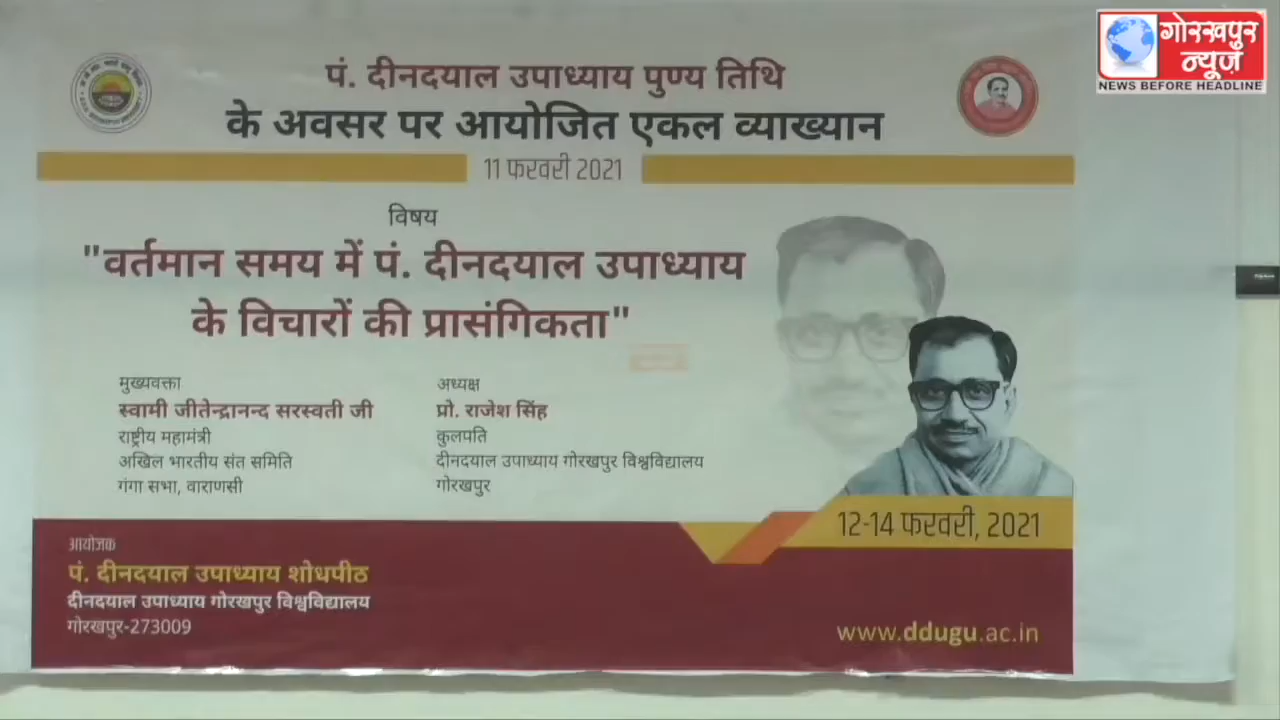 गोरखपुर
न्यूज़
NEWS BEFORE HEADLINE
पं. दीनदयाल उपाध्याय पुण्य तिथि
के अवसर पर आयोजित एकल व्याख्यान
11 फरवरी 2021
विषय
"वर्तमान समय में पं. दीनदयाल उपाध्याय
के विचारों की प्रासंगिकता"
मुख्यवक्ता
स्वामी जीतेन्द्रानन्द सरस्वती जी
राष्ट्रीय महामंत्री
अखिल भारतीय संत समिति
गंगा सभा, वाराणसी
अध्यक्ष
प्रो. राजेश सिंह
कुलपति
दीनदयाल उपाध्याय गोरखपुर विश्वविद्यालय
गोरखपुर
12-14 फरवरी, 2021
आयोजक
पं. दीनदयाल उपाध्याय शोधपीठ
दीनदयाल उपाध्याय गोरखपुर विश्वविद्यालय
गोरखपुर-273009
www.ddugu.ac.in